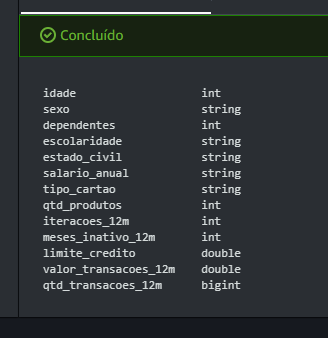 Concluído
idade int
sexo string
dependentes int
escolaridade string
estado_civil string
salario_anual string
tipo_cartao string
qtd_produtos int
iteracoes_12m int
meses_inativo_12m int
limite_credito double
valor_transacoes_12m double
qtd_transacoes_12m bigint